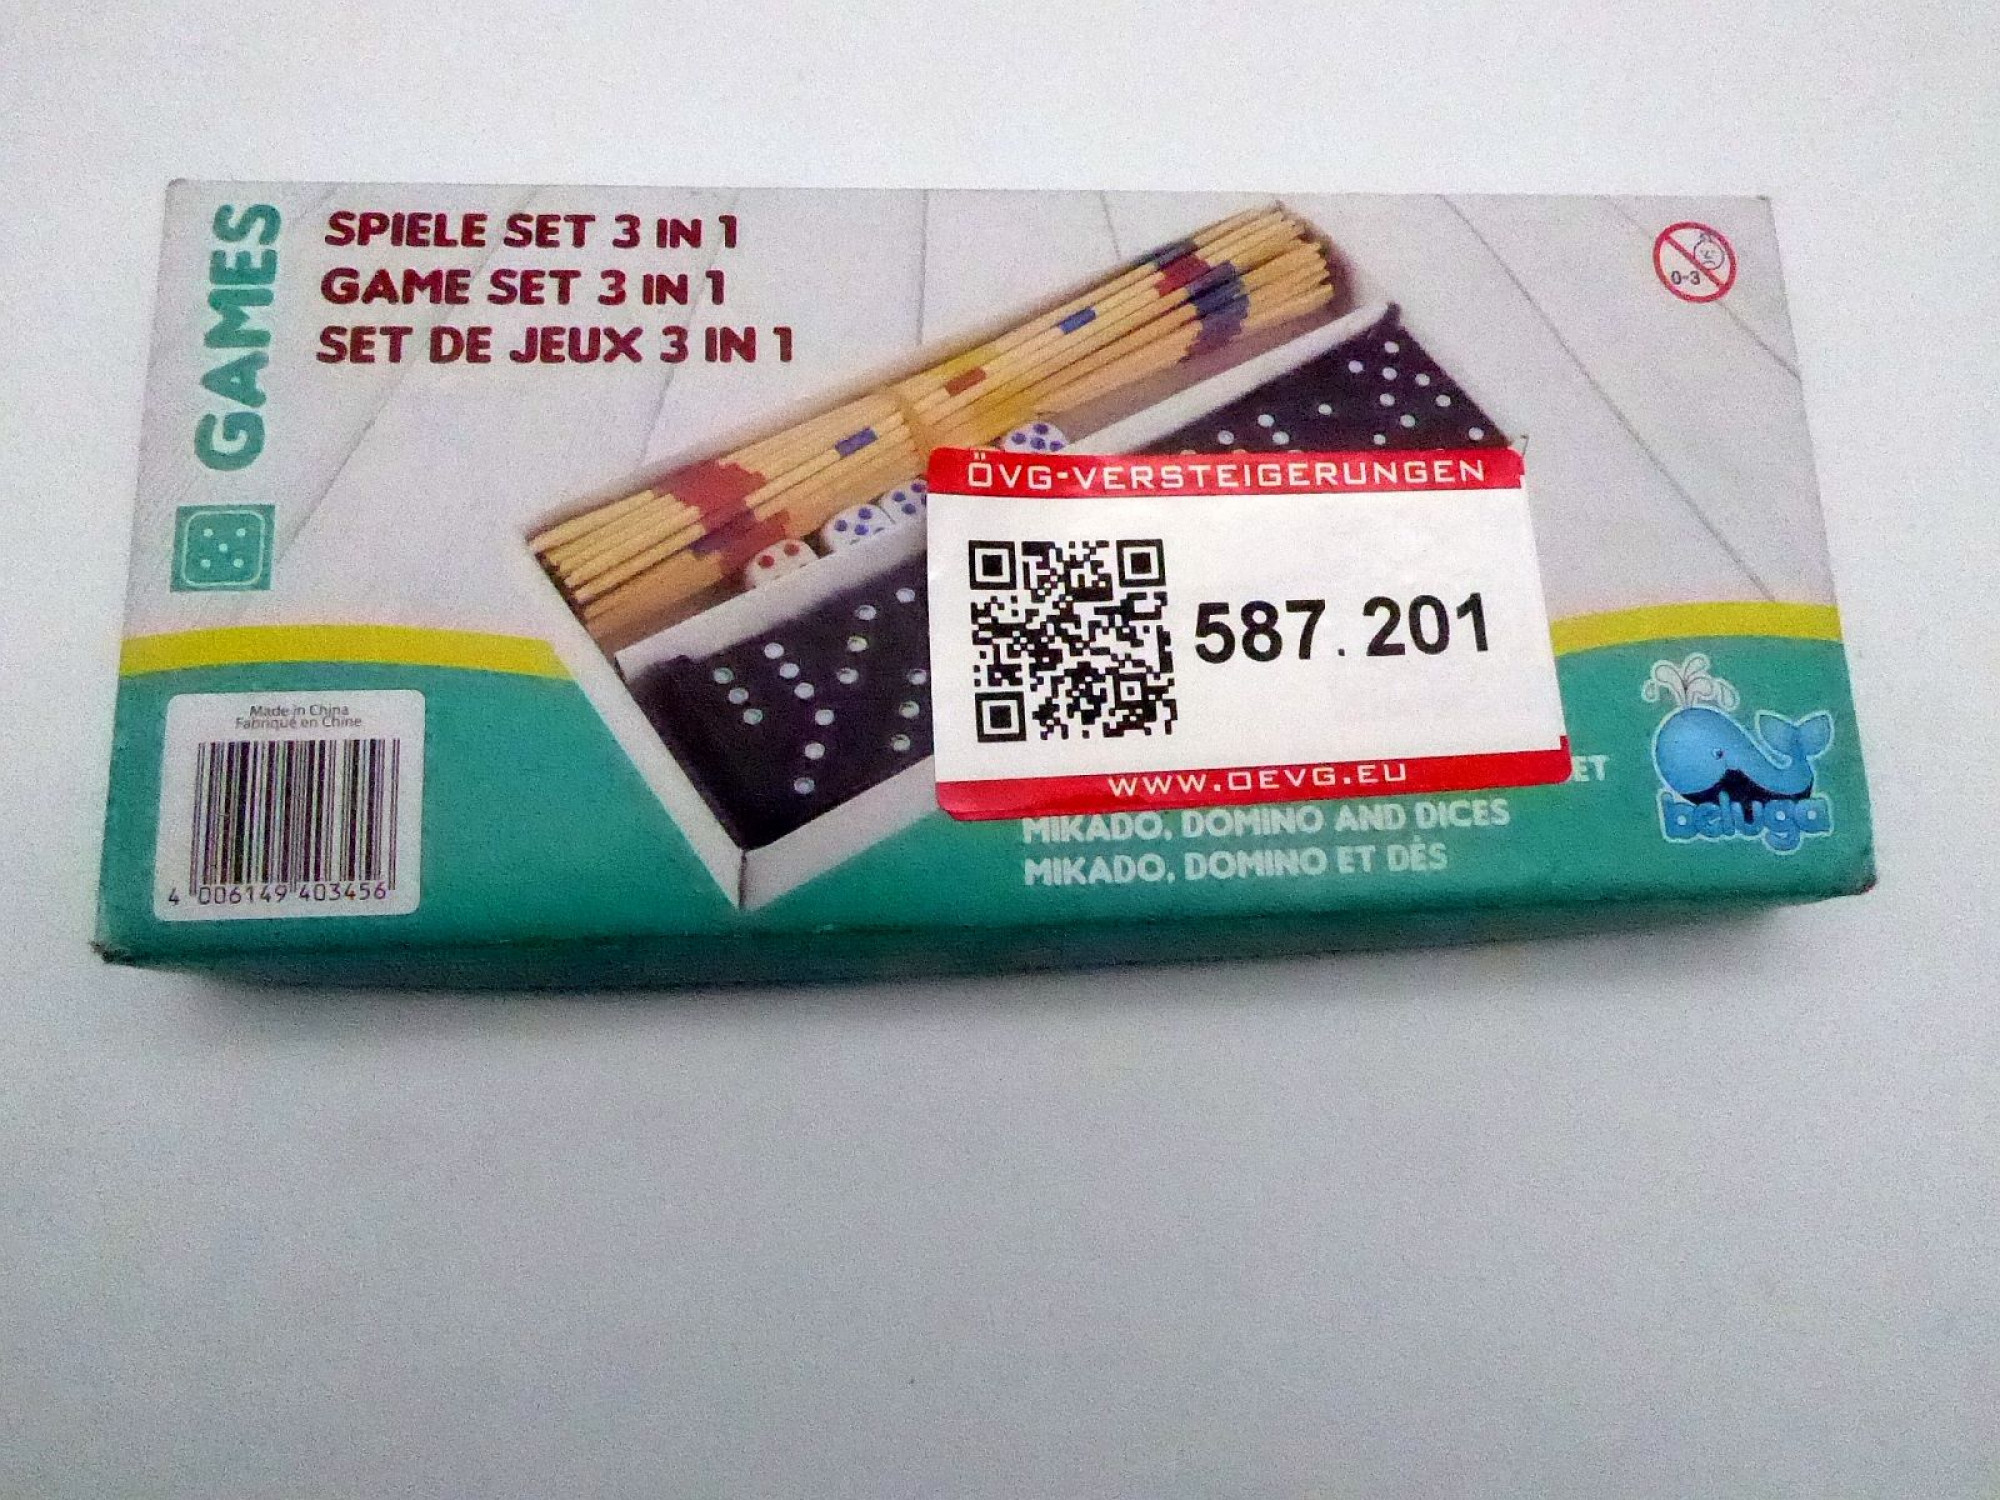 GAMES
SPIELE SET 3 IN 1
GAME SET 3 IN 1
SET DE JEUX 3 IN 1
0-3
ÖVG-VERSTEIGERUNGEN
587. 201
WWW.OEVG.EU
Made in China
Fabriqué en Chine
4 006149 403456
MIKADO, DOMINO AND DICES
MIKADO, DOMINO ET DÉS
beluga